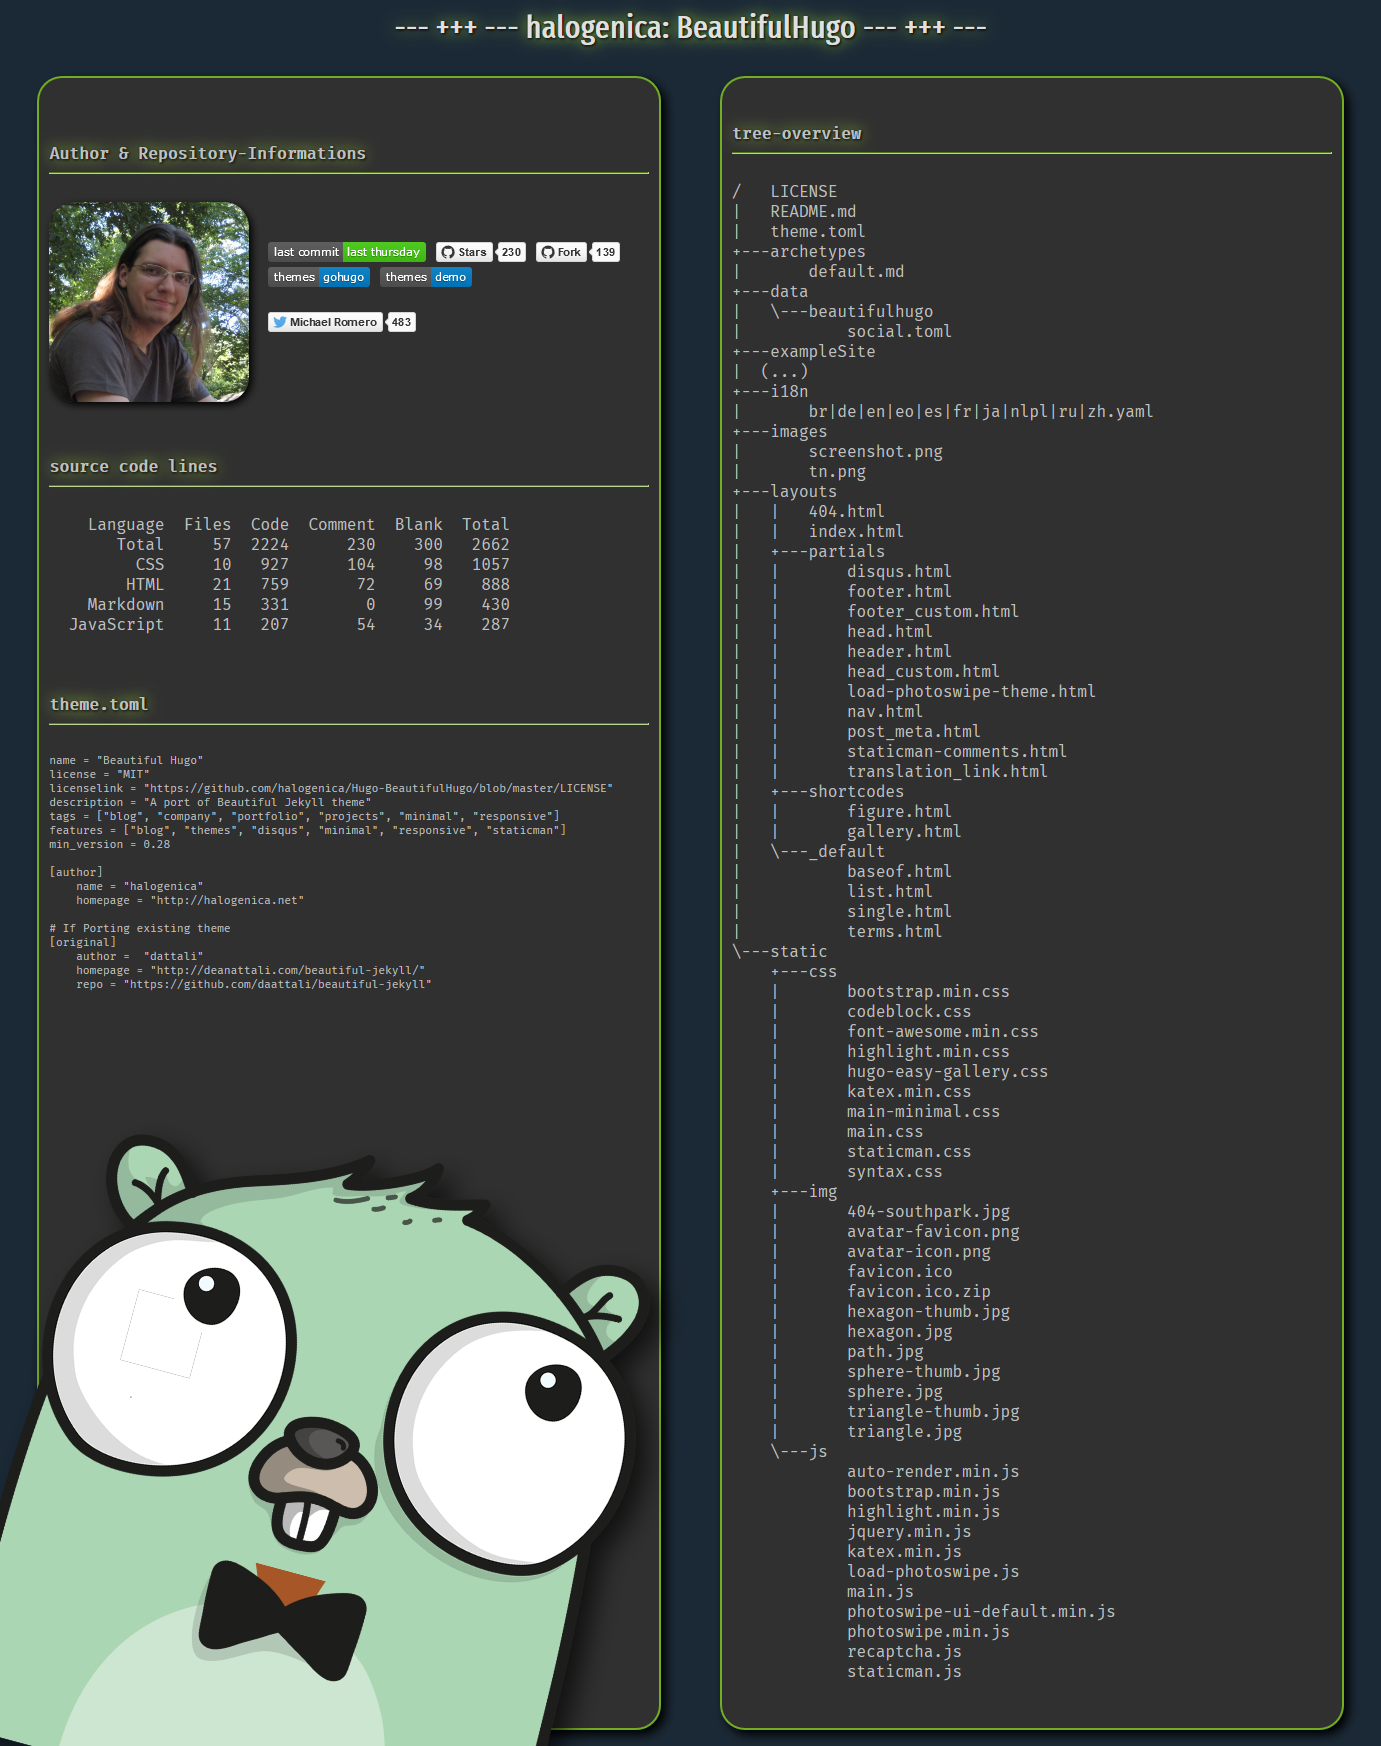 --- +++ --- halogenica: BeautifulHugo --- +++ ---
Author & Repository-Informations
last commit last thursday Stars 230 Fork 139
themes gohugo themes demo
Michael Romero 483
source code lines
Language Files Code Comment Blank Total
Total 57 2224 230 300 2662
CSS 10 927 104 98 1057
HTML 21 759 72 69 888
Markdown 15 331 0 99 430
JavaScript 11 207 54 34 287
theme.toml
name = "Beautiful Hugo"
license = "MIT"
licenselink = "https://github.com/halogenica/Hugo-BeautifulHugo/blob/master/LICENSE"
description = "A port of Beautiful Jekyll theme"
tags = ["blog", "company", "portfolio", "projects", "minimal", "responsive"]
features = ["blog", "themes", "disqus", "minimal", "responsive", "staticman"]
min_version = 0.28
[author]
    name = "halogenica"
    homepage = "http://halogenica.net"
# If Porting existing theme
[original]
    author =  "dattali"
    homepage = "http://deanattali.com/beautiful-jekyll/"
    repo = "https://github.com/daattali/beautiful-jekyll"
tree-overview
/   LICENSE
|   README.md
|   theme.toml
+---archetypes
|       default.md
+---data
|   \---beautifulhugo
|           social.toml
+---exampleSite
|  (...)
+---i18n
|       br|de|en|eo|es|fr|ja|nlpl|ru|zh.yaml
+---images
|       screenshot.png
|       tn.png
+---layouts
|   |   404.html
|   |   index.html
|   +---partials
|   |       disqus.html
|   |       footer.html
|   |       footer_custom.html
|   |       head.html
|   |       header.html
|   |       head_custom.html
|   |       load-photoswipe-theme.html
|   |       nav.html
|   |       post_meta.html
|   |       staticman-comments.html
|   |       translation_link.html
|   +---shortcodes
|   |       figure.html
|   |       gallery.html
|   \---_default
|           baseof.html
|           list.html
|           single.html
|           terms.html
\---static
    +---css
    |       bootstrap.min.css
    |       codeblock.css
    |       font-awesome.min.css
    |       highlight.min.css
    |       hugo-easy-gallery.css
    |       katex.min.css
    |       main-minimal.css
    |       main.css
    |       staticman.css
    |       syntax.css
    +---img
    |       404-southpark.jpg
    |       avatar-favicon.png
    |       avatar-icon.png
    |       favicon.ico
    |       favicon.ico.zip
    |       hexagon-thumb.jpg
    |       hexagon.jpg
    |       path.jpg
    |       sphere-thumb.jpg
    |       sphere.jpg
    |       triangle-thumb.jpg
    |       triangle.jpg
    \---js
            auto-render.min.js
            bootstrap.min.js
            highlight.min.js
            jquery.min.js
            katex.min.js
            load-photoswipe.js
            main.js
            photoswipe-ui-default.min.js
            photoswipe.min.js
            recaptcha.js
            staticman.js